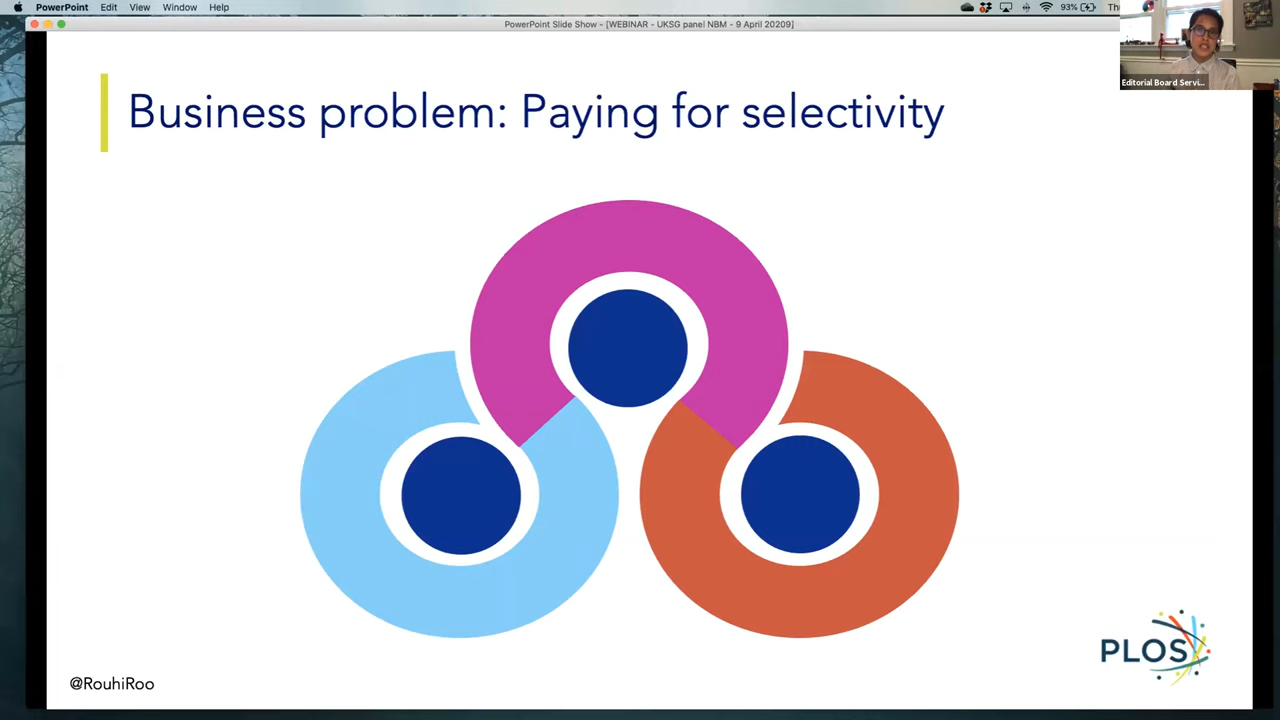 PowerPoint Edit View Window Help
93%
PowerPoint Slide Show - [WEBINAR - UKSG panel NBM - 9 April 20209]
Editorial Board Servi...
Business problem: Paying for selectivity
PLOS
@RouhiRoo